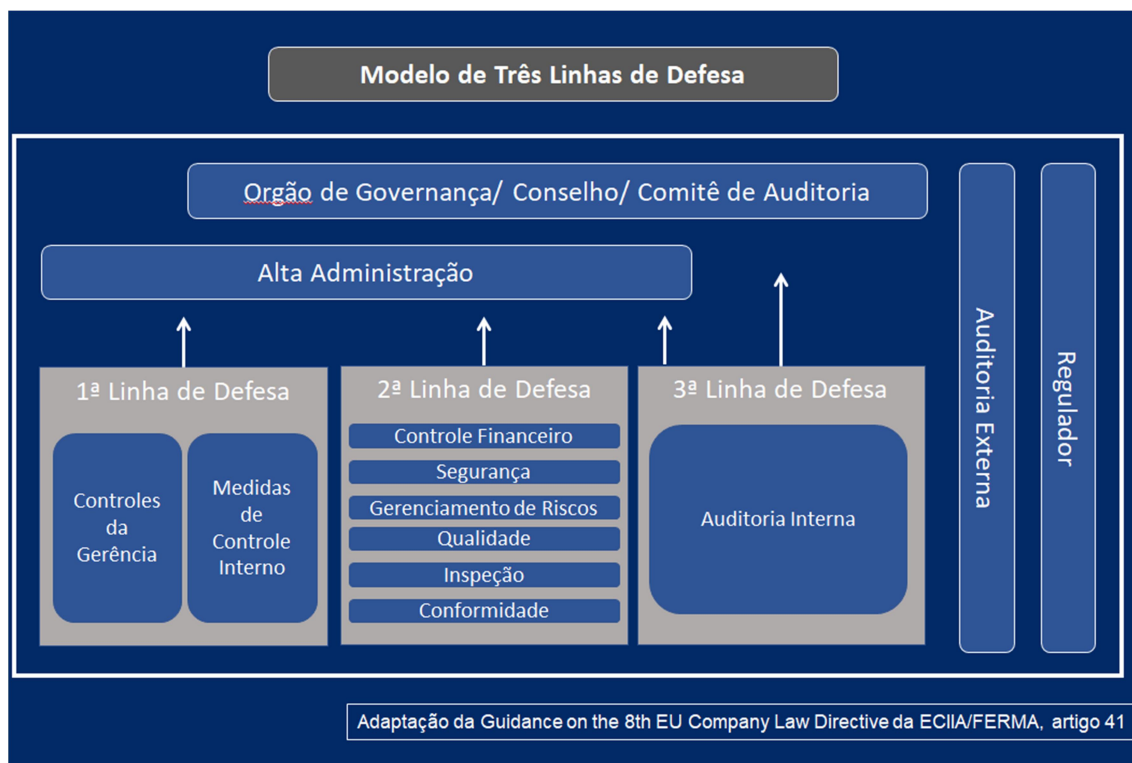 Modelo de Três Linhas de Defesa
Orgão de Governança/ Conselho/ Comitê de Auditoria
Alta Administração
1ª Linha de Defesa
Controles
da
Gerência
Medidas
de
Controle
Interno
2ª Linha de Defesa
Controle Financeiro
Segurança
Gerenciamento de Riscos
Qualidade
Inspeção
Conformidade
3ª Linha de Defesa
Auditoria Interna
Auditoria Externa
Regulador
Adaptação da Guidance on the 8th EU Company Law Directive da ECIIA/FERMA, artigo 41